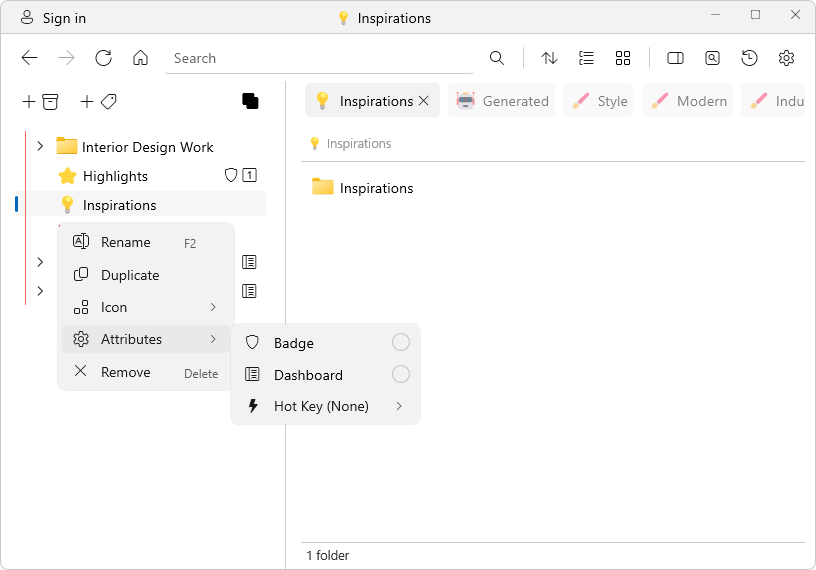 Sign in
Inspirations
Search
Interior Design Work
Highlights
1
Inspirations
Rename F2
Duplicate
Icon
Attributes
Remove Delete
Badge
Dashboard
Hot Key (None)
Inspirations Generated Style Modern Indu
Inspirations
Inspirations
1 folder